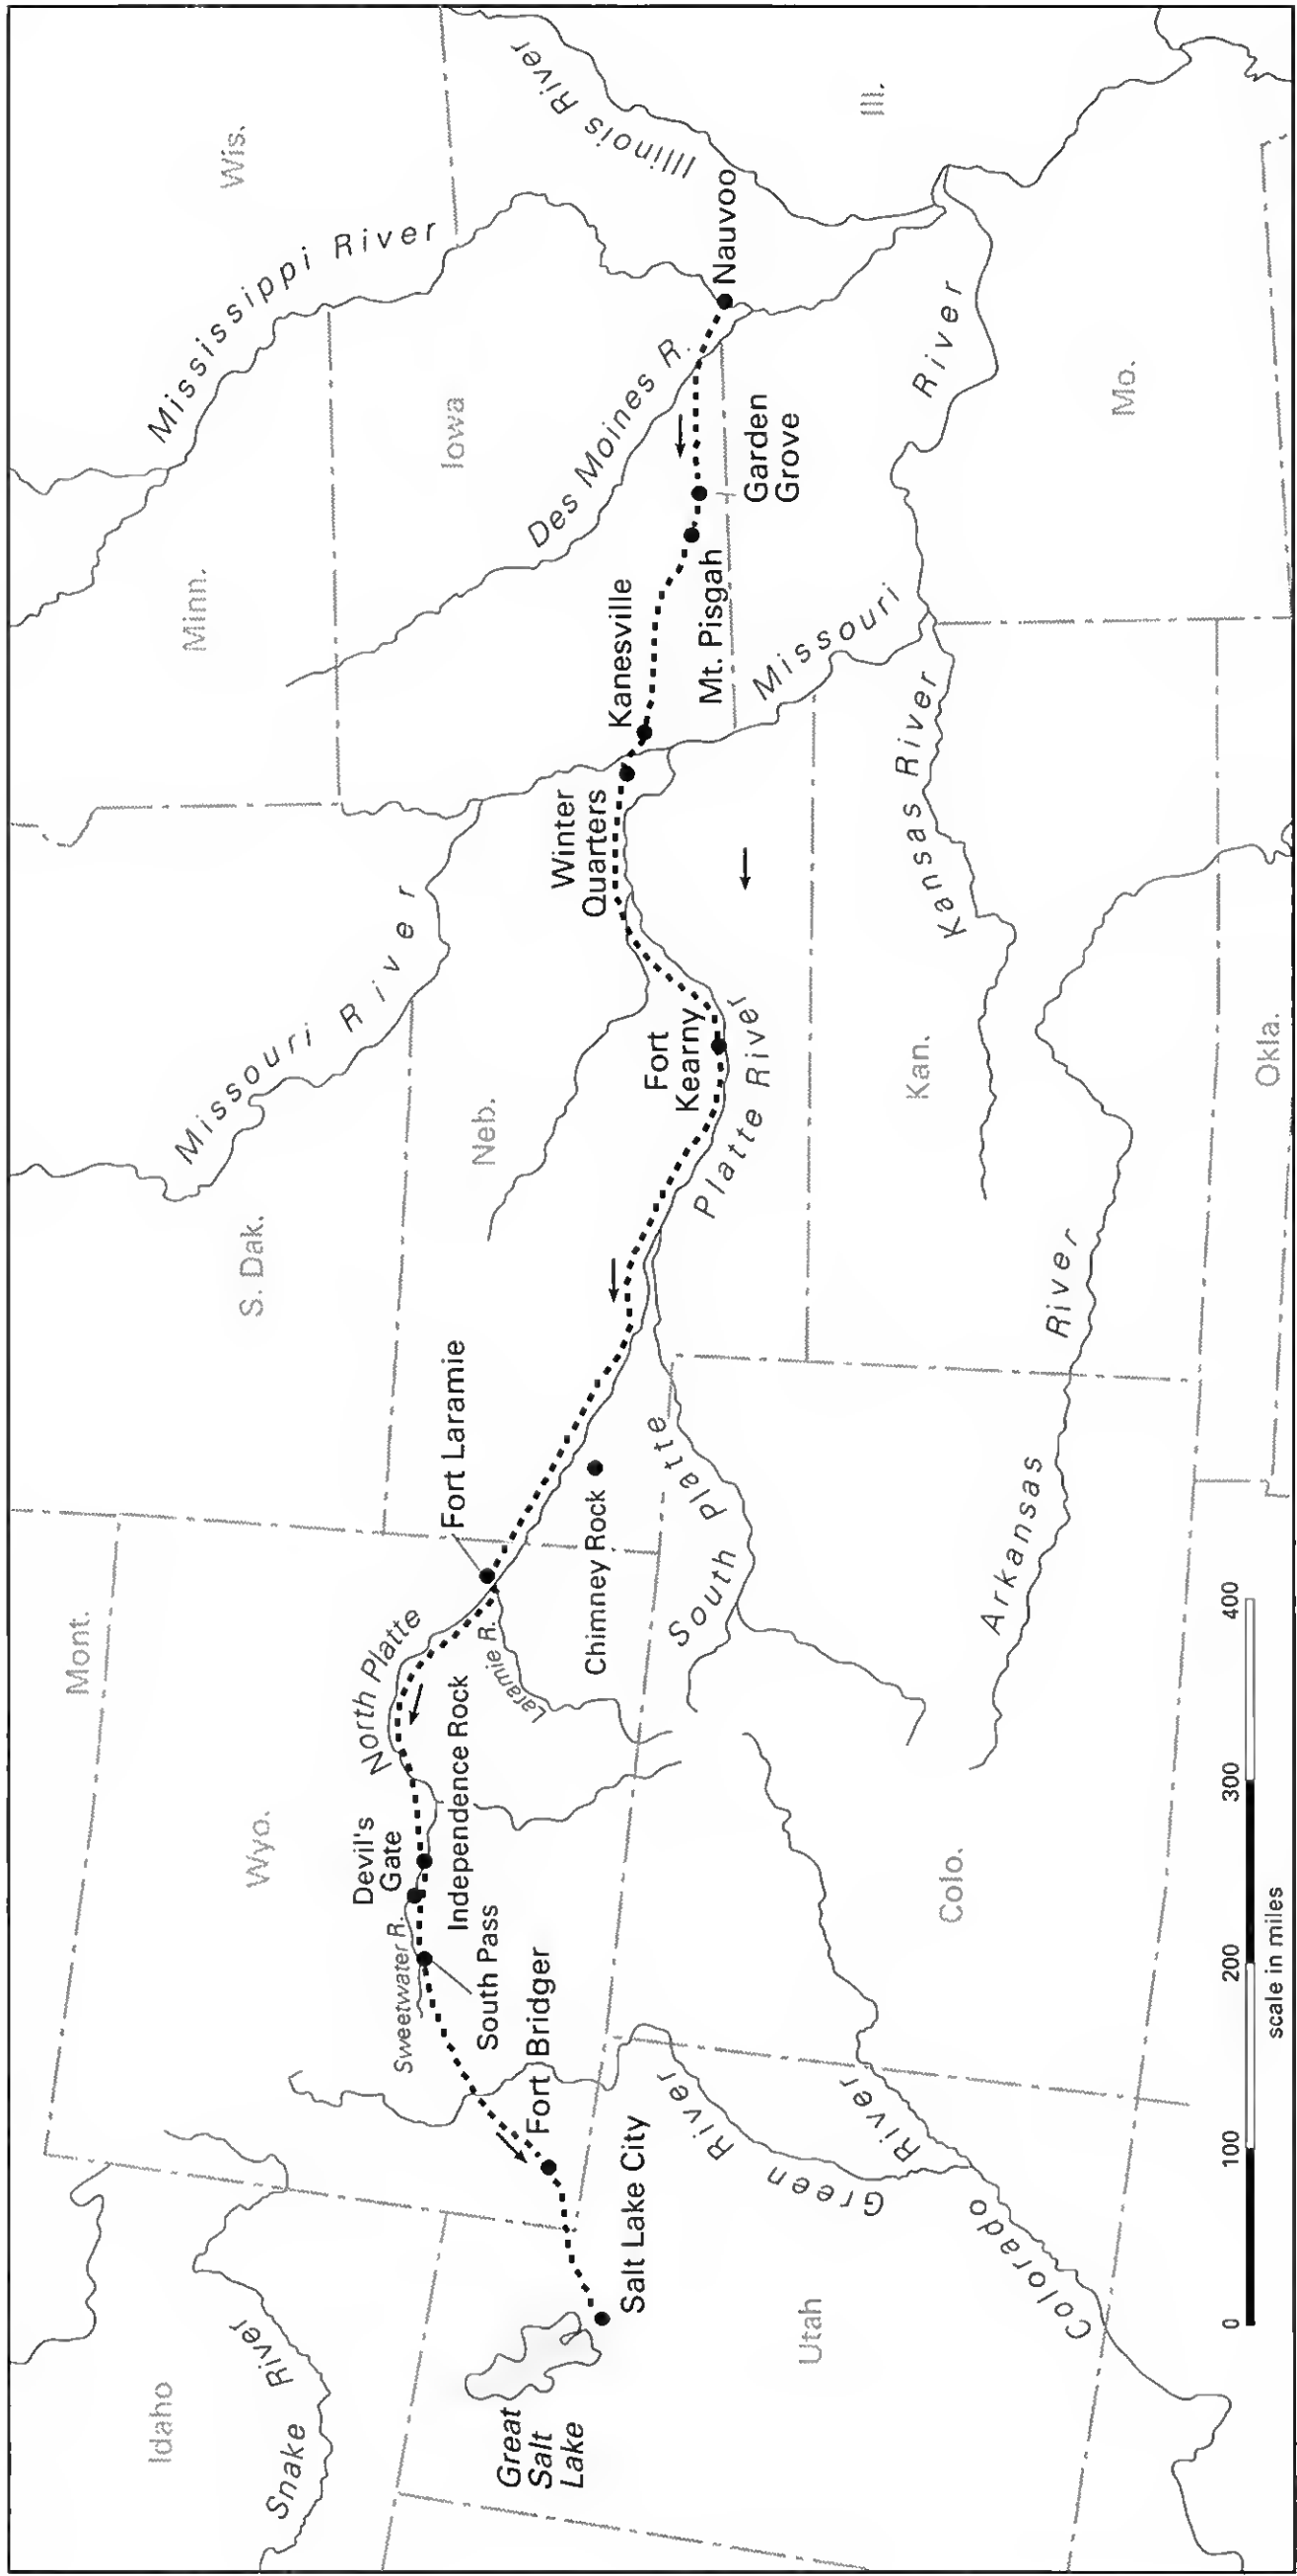 Idaho
Snake River
Great
Salt
Lake
Salt Lake City
Utah
Colorado River
Green River
Mont.
Wyo.
Sweetwater R.
Devil's
Gate
Independence Rock
South Pass
Fort Bridger
North Platte
Laramie R.
Fort Laramie
Chimney Rock
South Platte
Colo.
Arkansas River
S. Dak.
Missouri River
Neb.
Fort
Kearny
Platte River
Kan.
Kansas River
Okla.
Winter
Quarters
Kanesville
Mt. Pisgah
Garden
Grove
Nauvoo
Missouri River
Minn.
Iowa
Des Moines R.
Mississippi River
Wis.
Illinois River
Ill.
Mo.
0 100 200 300 400
scale in miles